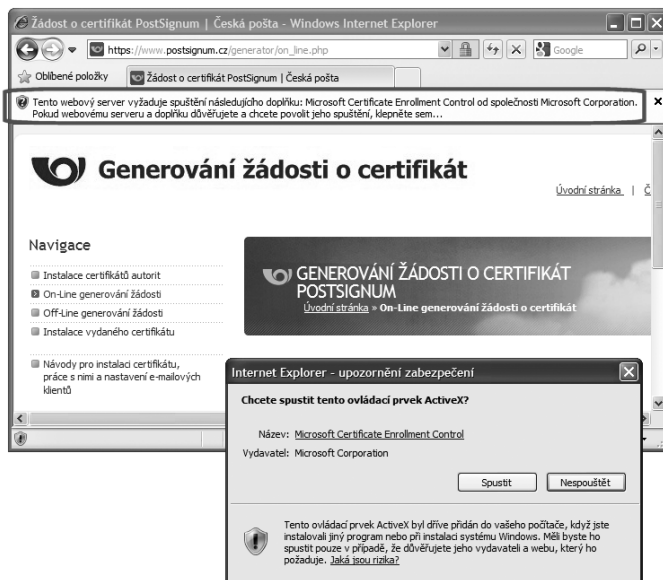 Žádost o certifikát PostSignum | Česká pošta - Windows Internet Explorer
https://www.postsignum.cz/generator/on_line.php
Google
Oblíbené položky
Žádost o certifikát PostSignum | Česká pošta
Tento webový server vyžaduje spuštění následujícího doplňku: Microsoft Certificate Enrollment Control od společnosti Microsoft Corporation.
Pokud webovému serveru a doplňku důvěřujete a chcete povolit jeho spuštění, klepněte sem...
Generování žádosti o certifikát
Úvodní stránka | Č
Navigace
Instalace certifikátů autorit
On-Line generování žádosti
Off-Line generování žádosti
Instalace vydaného certifikátu
Návody pro instalaci certifikátu,
práce s nimi a nastavení e-mailových
klientů
GENEROVÁNÍ ŽÁDOSTI O CERTIFIKÁT
POSTSIGNUM
Úvodní stránka » On-Line generování žádosti o certifikát
Internet Explorer - upozornění zabezpečení
Chcete spustit tento ovládací prvek ActiveX?
Název: Microsoft Certificate Enrollment Control
Vydavatel: Microsoft Corporation
Spustit
Nespouštět
Tento ovládací prvek ActiveX byl dříve přidán do vašeho počítače, když jste
instalovali jiný program nebo při instalaci systému Windows. Měli byste ho
spustit pouze v případě, že důvěřujete jeho vydavateli a webu, který ho
požaduje. Jaká jsou rizika?